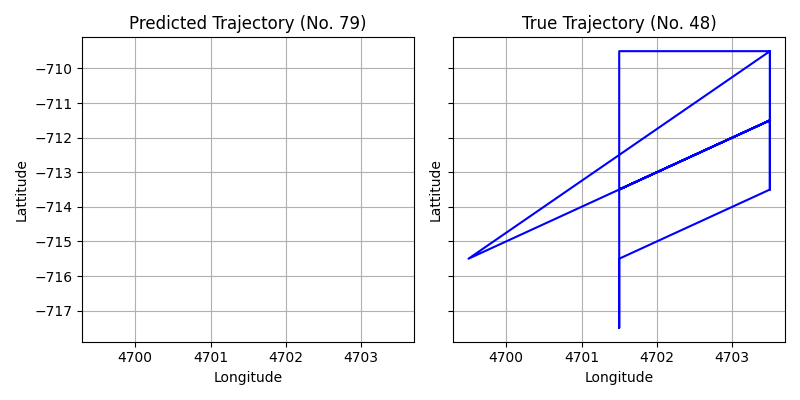 Predicted Trajectory (No. 79)
Lattitude
−710
−711
−712
−713
−714
−715
−716
−717
4700
4701
4702
4703
Longitude
True Trajectory (No. 48)
Lattitude
4700
4701
4702
4703
Longitude